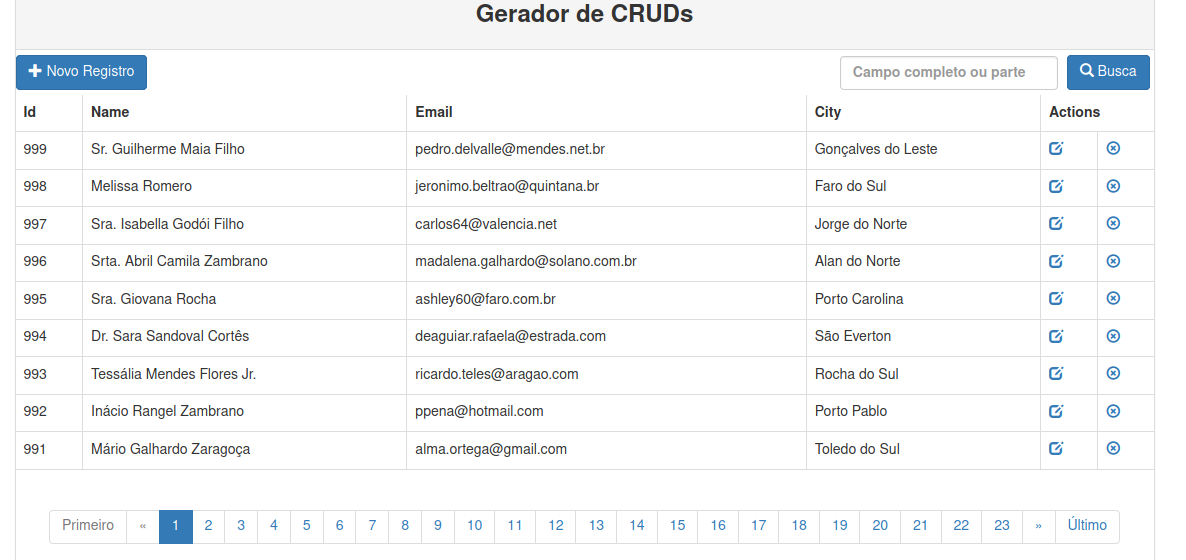 Gerador de CRUDs
Novo Registro Campo completo ou parte Busca
Id Name Email City Actions
999 Sr. Guilherme Maia Filho pedro.delvalle@mendes.net.br Gonçalves do Leste
998 Melissa Romero jeronimo.beltrao@quintana.br Faro do Sul
997 Sra. Isabella Godói Filho carlos64@valencia.net Jorge do Norte
996 Srta. Abril Camila Zambrano madalena.galhardo@solano.com.br Alan do Norte
995 Sra. Giovana Rocha ashley60@faro.com.br Porto Carolina
994 Dr. Sara Sandoval Cortês deaguiar.rafaela@estrada.com São Everton
993 Tessália Mendes Flores Jr. ricardo.teles@aragao.com Rocha do Sul
992 Inácio Rangel Zambrano ppena@hotmail.com Porto Pablo
991 Mário Galhardo Zaragoça alma.ortega@gmail.com Toledo do Sul
Primeiro « 1 2 3 4 5 6 7 8 9 10 11 12 13 14 15 16 17 18 19 20 21 22 23 » Último